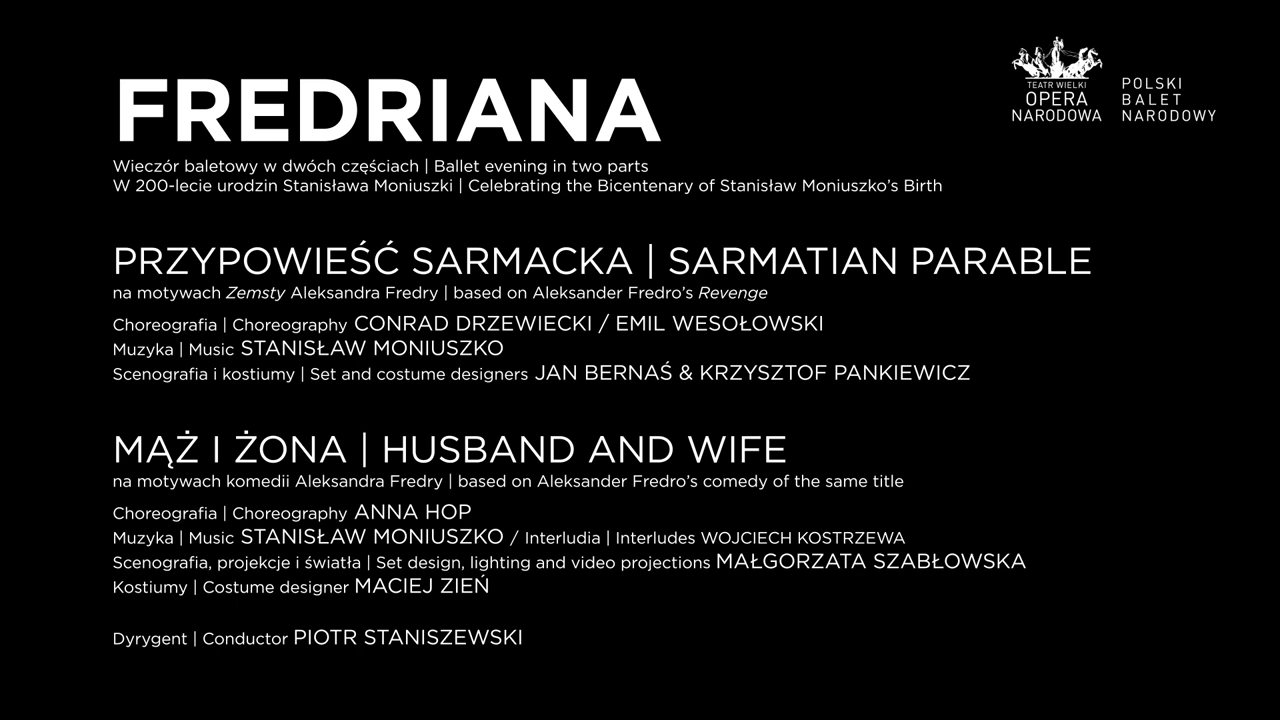 FREDRIANA
Wieczór baletowy w dwóch częściach | Ballet evening in two parts
W 200-lecie urodzin Stanisława Moniuszki | Celebrating the Bicentenary of Stanisław Moniuszko’s Birth
TEATR WIELKI
OPERA
NARODOWA
POLSKI
BALET
NARODOWY
PRZYPOWIEŚĆ SARMACKA | SARMATIAN PARABLE
na motywach Zemsty Aleksandra Fredry | based on Aleksander Fredro’s Revenge
Choreografia | Choreography CONRAD DRZEWIECKI / EMIL WESOŁOWSKI
Muzyka | Music STANISŁAW MONIUSZKO
Scenografia i kostiumy | Set and costume designers JAN BERNAŚ & KRZYSZTOF PANKIEWICZ
MĄŻ I ŻONA | HUSBAND AND WIFE
na motywach komedii Aleksandra Fredry | based on Aleksander Fredro’s comedy of the same title
Choreografia | Choreography ANNA HOP
Muzyka | Music STANISŁAW MONIUSZKO / Interludia | Interludes WOJCIECH KOSTRZEWA
Scenografia, projekcje i światła | Set design, lighting and video projections MAŁGORZATA SZABŁOWSKA
Kostiumy | Costume designer MACIEJ ZIEŃ
Dyrygent | Conductor PIOTR STANISZEWSKI